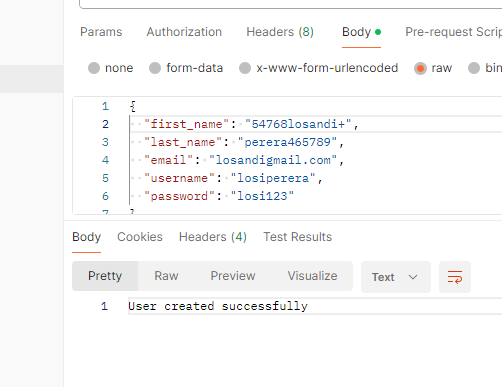 Params Authorization Headers (8) Body Pre-request Scrip
none form-data x-www-form-urlencoded raw bin
1 {
2 "first_name": "54768losandi+",
3 "last_name": "perera465789",
4 "email": "losandigmail.com",
5 "username": "losiperera",
6 "password": "losi123"
7 }
Body Cookies Headers (4) Test Results
Pretty Raw Preview Visualize Text
1 User created successfully